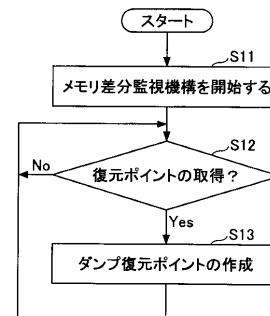 スタート
S11
メモリ差分監視機構を開始する
S12
復元ポイントの取得?
No
Yes
S13
ダンプ復元ポイントの作成